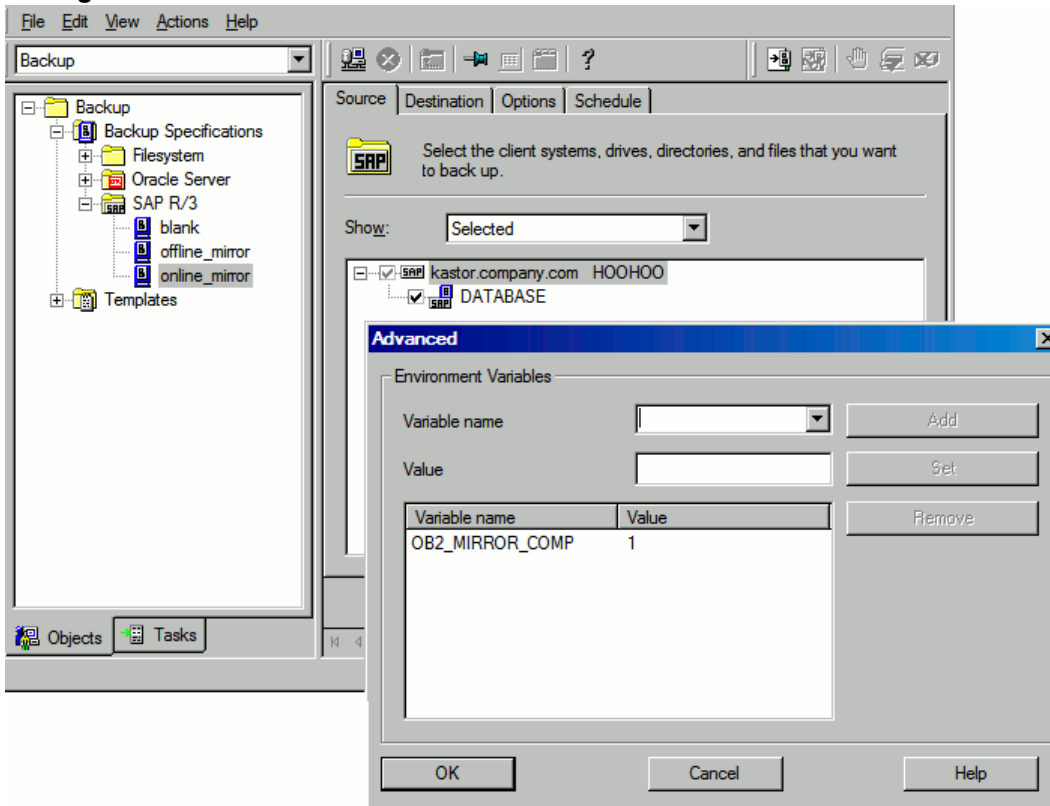 File Edit View Actions Help
Backup
?
Source Destination Options Schedule
Backup
Backup Specifications
Filesystem
Oracle Server
SAP R/3
blank
offline_mirror
online_mirror
Templates
SAP
Select the client systems, drives, directories, and files that you want
to back up.
Show: Selected
SAP kastor.company.com HOOHOO
DATABASE
Objects Tasks
Advanced
Environment Variables
Variable name Add
Value Set
Variable name Value Remove
OB2_MIRROR_COMP 1
OK Cancel Help